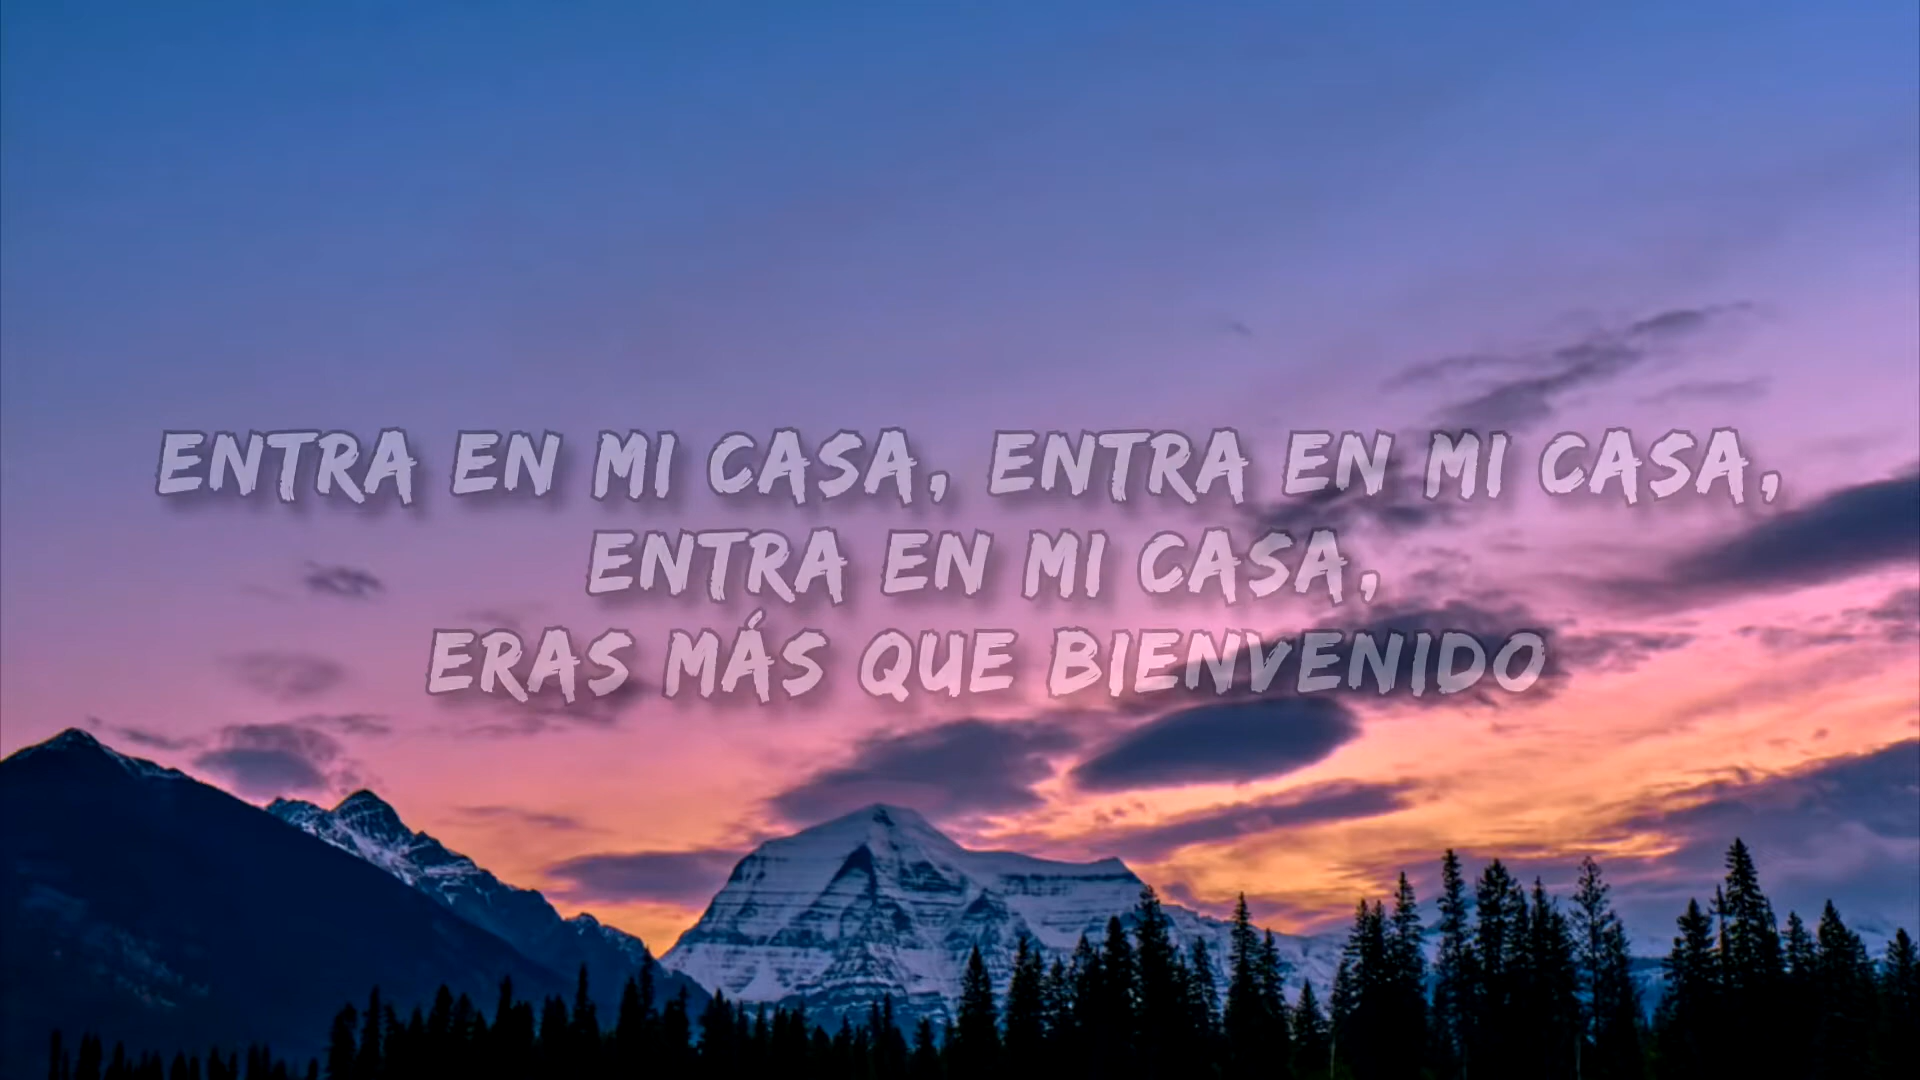 ENTRA EN MI CASA, ENTRA EN MI CASA,
ENTRA EN MI CASA,
ERAS MÁS QUE BIENVENIDO